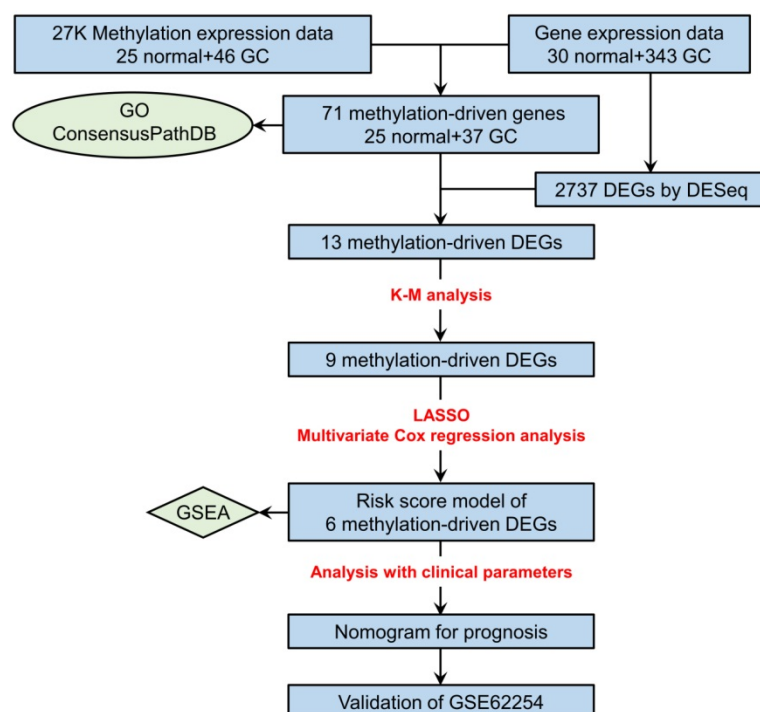 27K Methylation expression data
25 normal+46 GC
Gene expression data
30 normal+343 GC
GO
ConsensusPathDB
71 methylation-driven genes
25 normal+37 GC
2737 DEGs by DESeq
13 methylation-driven DEGs
K-M analysis
9 methylation-driven DEGs
LASSO
Multivariate Cox regression analysis
GSEA
Risk score model of
6 methylation-driven DEGs
Analysis with clinical parameters
Nomogram for prognosis
Validation of GSE62254